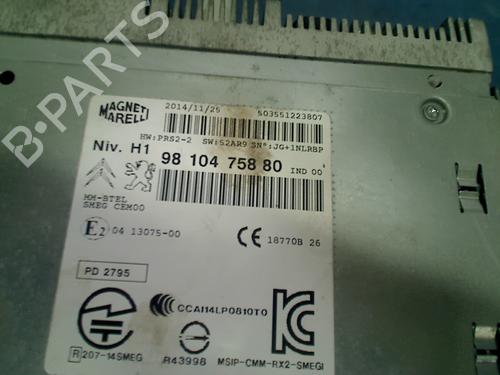 B-PARTS
MAGNETI
MARELLI
2014/11/25
503551223807
HW:PRS2-2 SW:52AR9 SN°:JG+1NLRBP
Niv. H1
98 104 758 80 IND 00
MM-BTEL
SMEG CEM00
E2 04 13075-00
CE 18770B 26
PD 2795
CCAI14LP0810T0
R 207-14SMEG
R43998
MSIP-CMM-RX2-SMEGI